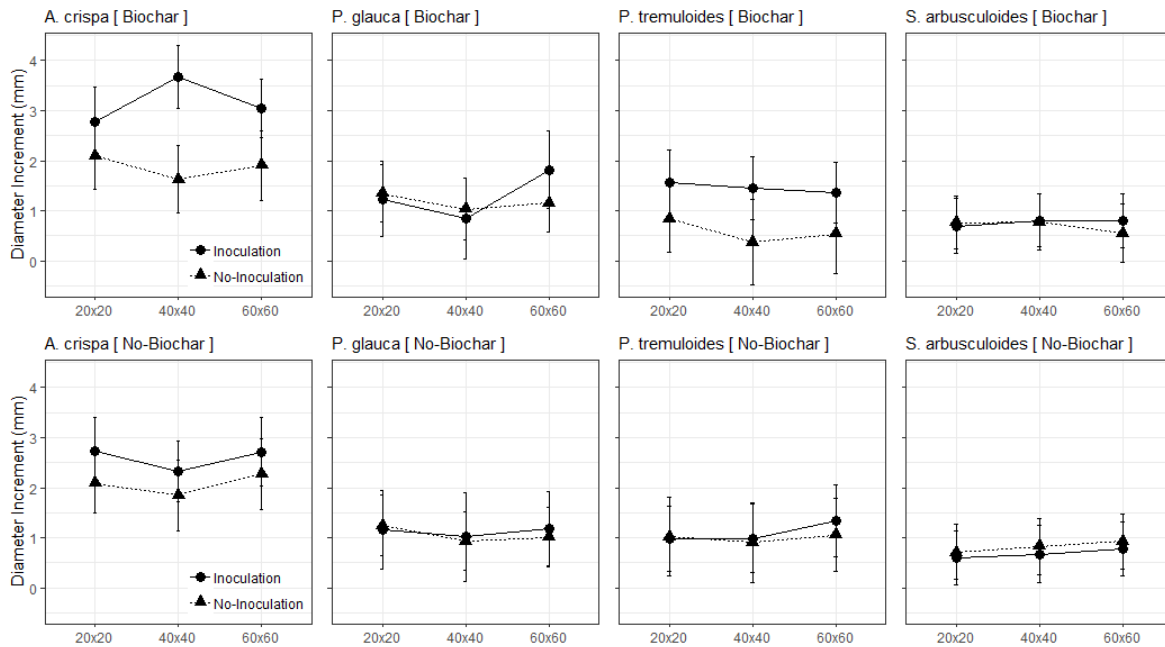 A. crispa [ Biochar ]
P. glauca [ Biochar ]
P. tremuloides [ Biochar ]
S. arbusculoides [ Biochar ]
Diameter Increment (mm)
4
3
2
1
0
Inoculation
No-Inoculation
20x20 40x40 60x60
20x20 40x40 60x60
20x20 40x40 60x60
20x20 40x40 60x60
A. crispa [ No-Biochar ]
P. glauca [ No-Biochar ]
P. tremuloides [ No-Biochar ]
S. arbusculoides [ No-Biochar ]
Diameter Increment (mm)
4
3
2
1
0
Inoculation
No-Inoculation
20x20 40x40 60x60
20x20 40x40 60x60
20x20 40x40 60x60
20x20 40x40 60x60